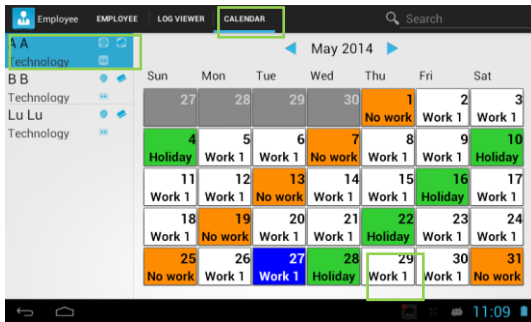 Employee EMPLOYEE LOG VIEWER CALENDAR Search
A A
Technology
B B
Technology
Lu Lu
Technology
May 2014
Sun Mon Tue Wed Thu Fri Sat
27 28 29 30 1 2 3
No work Work 1 Work 1
4 5 6 7 8 9 10
Holiday Work 1 Work 1 No work Work 1 Work 1 Holiday
11 12 13 14 15 16 17
Work 1 Work 1 No work Work 1 Work 1 Holiday Work 1
18 19 20 21 22 23 24
Work 1 No work Work 1 Work 1 Holiday Work 1 Work 1
25 26 27 28 29 30 31
No work Work 1 Work 1 Holiday Work 1 Work 1 No work
11:09